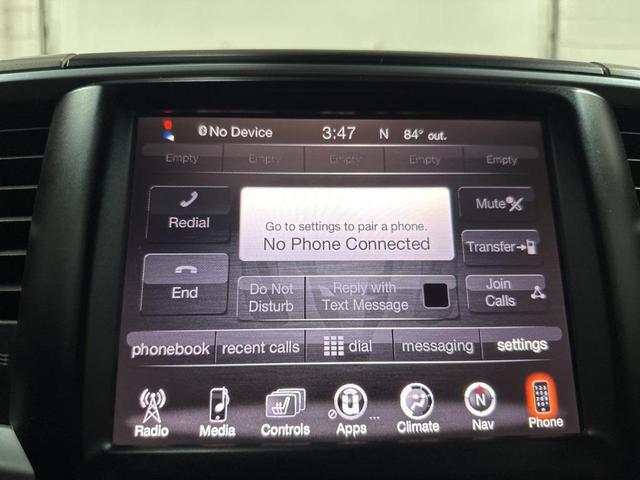 No Device 3:47 N 84° out.
Empty Empty Empty Empty Empty
Redial
Go to settings to pair a phone.
No Phone Connected
Mute
Transfer
End
Do Not
Disturb
Reply with
Text Message
Join
Calls
phonebook recent calls dial messaging settings
Radio Media Controls Apps ... Climate N Nav Phone